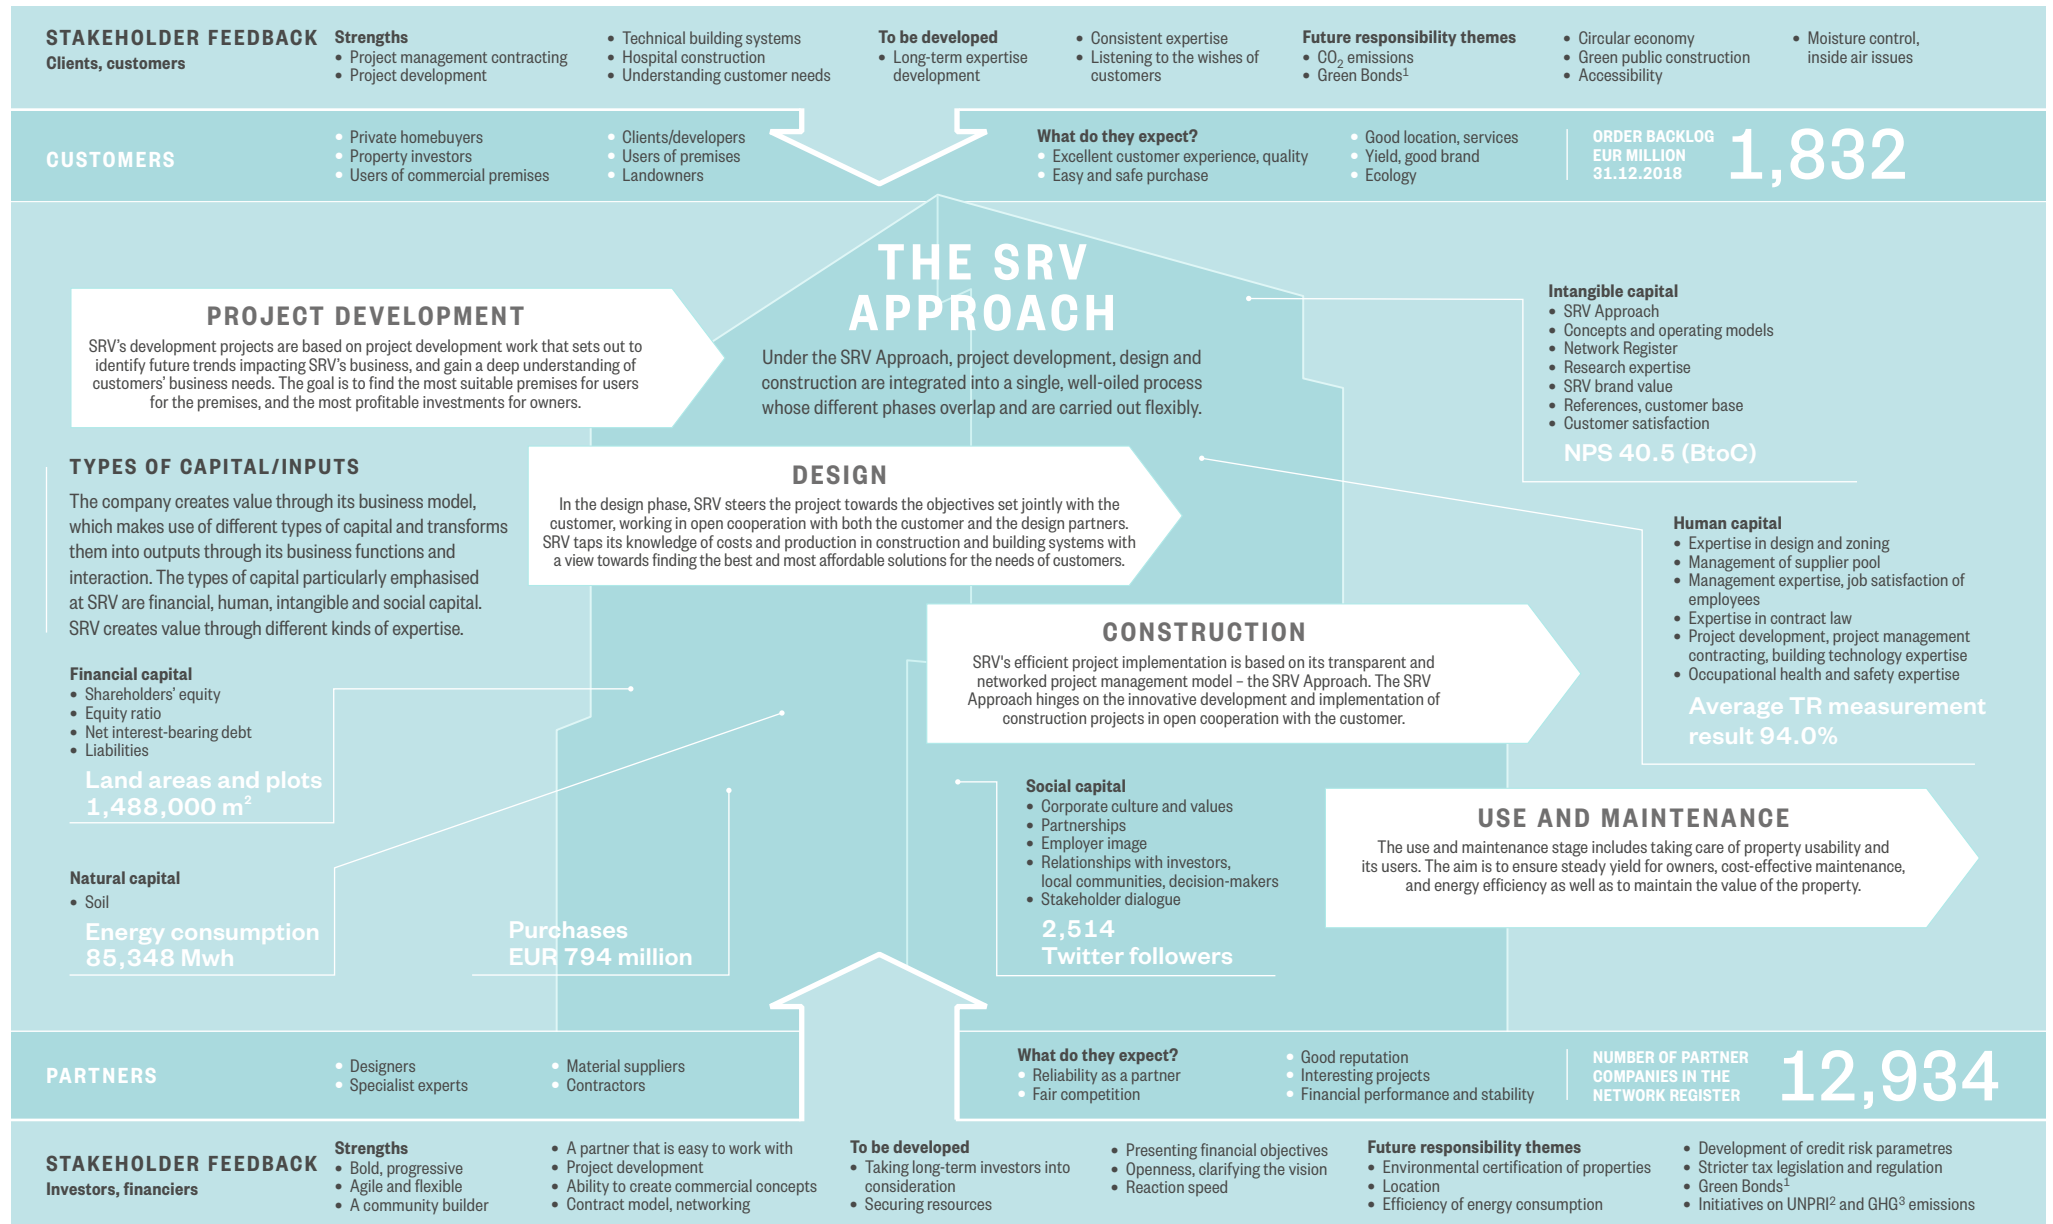 STAKEHOLDER FEEDBACK
Clients, customers
Strengths
• Project management contracting
• Project development
• Technical building systems
• Hospital construction
• Understanding customer needs
To be developed
• Long-term expertise
development
• Consistent expertise
• Listening to the wishes of
customers
Future responsibility themes
• CO₂ emissions
• Green Bonds¹
• Circular economy
• Green public construction
• Accessibility
• Moisture control,
inside air issues
CUSTOMERS
• Private homebuyers
• Property investors
• Users of commercial premises
• Clients/developers
• Users of premises
• Landowners
What do they expect?
• Excellent customer experience, quality
• Easy and safe purchase
• Good location, services
• Yield, good brand
• Ecology
ORDER BACKLOG
EUR MILLION
31.12.2018
1,832
THE SRV
APPROACH
Under the SRV Approach, project development, design and
construction are integrated into a single, well-oiled process
whose different phases overlap and are carried out flexibly.
PROJECT DEVELOPMENT
SRV's development projects are based on project development work that sets out to
identify future trends impacting SRV's business, and gain a deep understanding of
customers' business needs. The goal is to find the most suitable premises for users
for the premises, and the most profitable investments for owners.
Intangible capital
• SRV Approach
• Concepts and operating models
• Network Register
• Research expertise
• SRV brand value
• References, customer base
• Customer satisfaction
NPS 40.5 (BtoC)
TYPES OF CAPITAL/INPUTS
The company creates value through its business model,
which makes use of different types of capital and transforms
them into outputs through its business functions and
interaction. The types of capital particularly emphasised
at SRV are financial, human, intangible and social capital.
SRV creates value through different kinds of expertise.
DESIGN
In the design phase, SRV steers the project towards the objectives set jointly with the
customer, working in open cooperation with both the customer and the design partners.
SRV taps its knowledge of costs and production in construction and building systems with
a view towards finding the best and most affordable solutions for the needs of customers.
Human capital
• Expertise in design and zoning
• Management of supplier pool
• Management expertise, job satisfaction of
employees
• Expertise in contract law
• Project development, project management
contracting, building technology expertise
• Occupational health and safety expertise
Average TR measurement
result 94.0%
CONSTRUCTION
SRV's efficient project implementation is based on its transparent and
networked project management model – the SRV Approach. The SRV
Approach hinges on the innovative development and implementation of
construction projects in open cooperation with the customer.
Financial capital
• Shareholders' equity
• Equity ratio
• Net interest-bearing debt
• Liabilities
Land areas and plots
1,488,000 m²
Natural capital
• Soil
Energy consumption
85,348 Mwh
Purchases
EUR 794 million
Social capital
• Corporate culture and values
• Partnerships
• Employer image
• Relationships with investors,
local communities, decision-makers
• Stakeholder dialogue
2,514
Twitter followers
USE AND MAINTENANCE
The use and maintenance stage includes taking care of property usability and
its users. The aim is to ensure steady yield for owners, cost-effective maintenance,
and energy efficiency as well as to maintain the value of the property.
PARTNERS
• Designers
• Specialist experts
• Material suppliers
• Contractors
What do they expect?
• Reliability as a partner
• Fair competition
• Good reputation
• Interesting projects
• Financial performance and stability
NUMBER OF PARTNER
COMPANIES IN THE
NETWORK REGISTER
12,934
STAKEHOLDER FEEDBACK
Investors, financiers
Strengths
• Bold, progressive
• Agile and flexible
• A community builder
• A partner that is easy to work with
• Project development
• Ability to create commercial concepts
• Contract model, networking
To be developed
• Taking long-term investors into
consideration
• Securing resources
• Presenting financial objectives
• Openness, clarifying the vision
• Reaction speed
Future responsibility themes
• Environmental certification of properties
• Location
• Efficiency of energy consumption
• Development of credit risk parametres
• Stricter tax legislation and regulation
• Green Bonds¹
• Initiatives on UNPRI² and GHG³ emissions